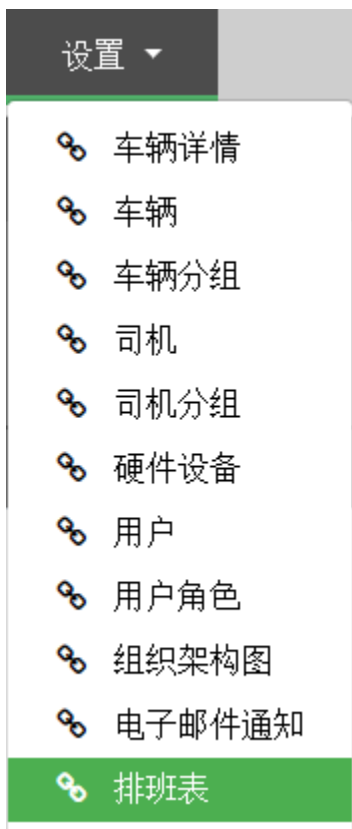 设置
车辆详情
车辆
车辆分组
司机
司机分组
硬件设备
用户
用户角色
组织架构图
电子邮件通知
排班表